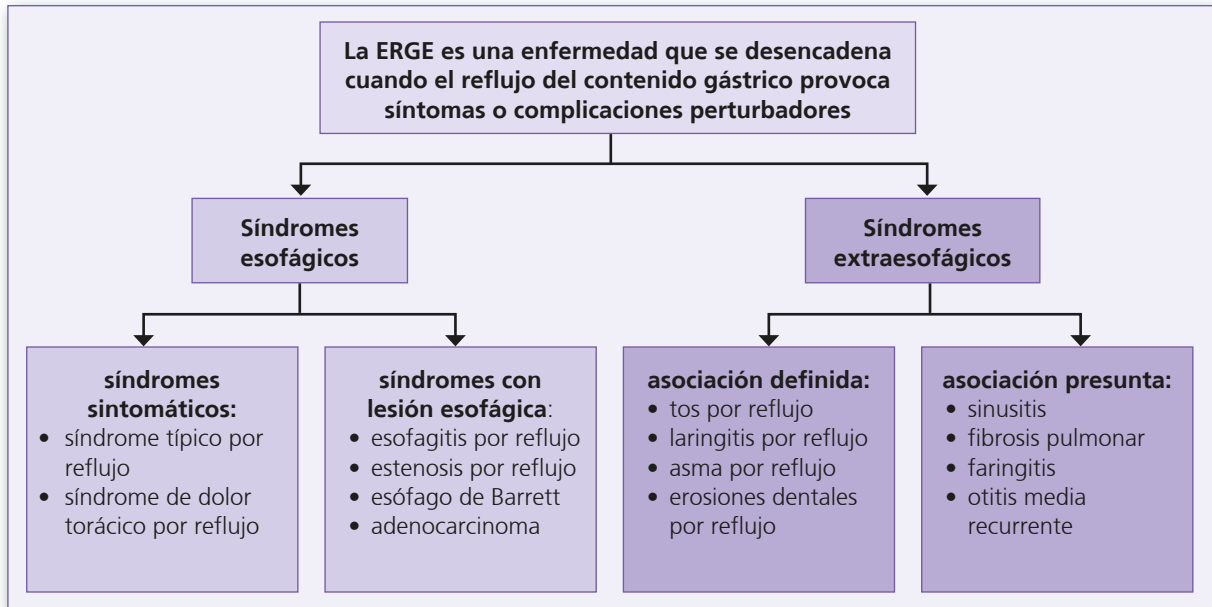 La ERGE es una enfermedad que se desencadena
cuando el reflujo del contenido gástrico provoca
síntomas o complicaciones perturbadores
Síndromes
esofágicos
Síndromes
extraesofágicos
síndromes
sintomáticos:
• síndrome típico por
reflujo
• síndrome de dolor
torácico por reflujo
síndromes con
lesión esofágica:
• esofagitis por reflujo
• estenosis por reflujo
• esófago de Barrett
• adenocarcinoma
asociación definida:
• tos por reflujo
• laringitis por reflujo
• asma por reflujo
• erosiones dentales
por reflujo
asociación presunta:
• sinusitis
• fibrosis pulmonar
• faringitis
• otitis media
recurrente